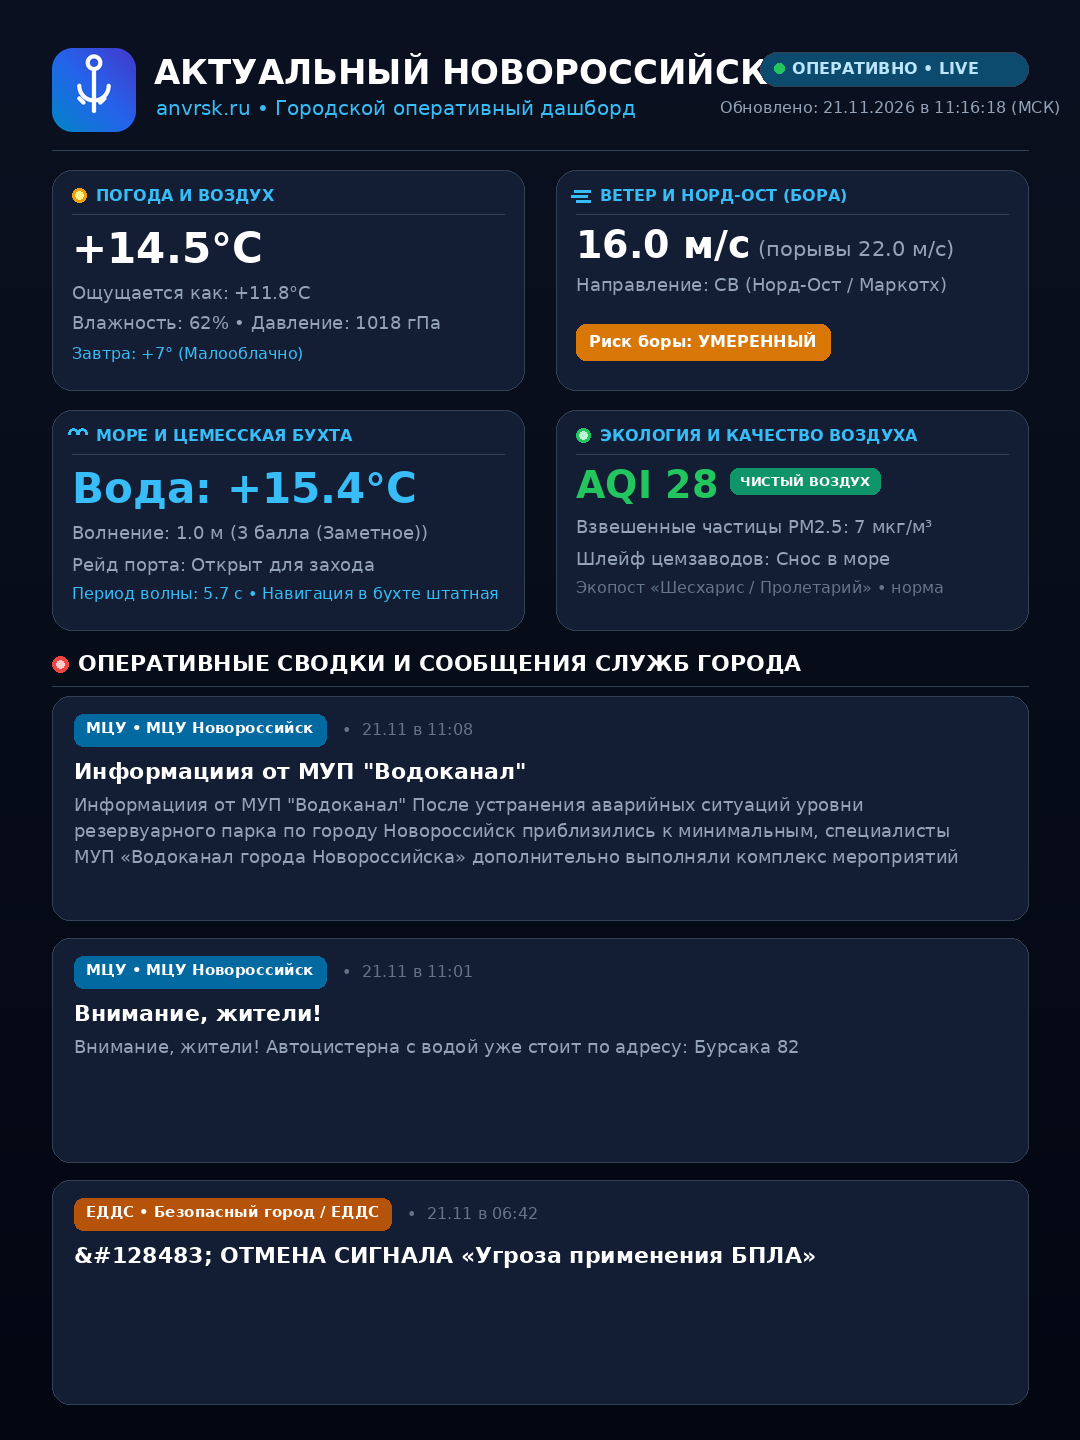 АКТУАЛЬНЫЙ НОВОРОССИЙСК
ОПЕРАТИВНО • LIVE
anvrsk.ru • Городской оперативный дашборд
Обновлено: 21.11.2026 в 11:16:18 (МСК)
ПОГОДА И ВОЗДУХ
+14.5°C
Ощущается как: +11.8°C
Влажность: 62% • Давление: 1018 гПа
Завтра: +7° (Малооблачно)
ВЕТЕР И НОРД-ОСТ (БОРА)
16.0 м/с (порывы 22.0 м/с)
Направление: СВ (Норд-Ост / Маркотх)
Риск боры: УМЕРЕННЫЙ
МОРЕ И ЦЕМЕССКАЯ БУХТА
Вода: +15.4°C
Волнение: 1.0 м (3 балла (Заметное))
Рейд порта: Открыт для захода
Период волны: 5.7 с • Навигация в бухте штатная
ЭКОЛОГИЯ И КАЧЕСТВО ВОЗДУХА
AQI 28 ЧИСТЫЙ ВОЗДУХ
Взвешенные частицы PM2.5: 7 мкг/м³
Шлейф цемзаводов: Снос в море
Экопост «Шесхарис / Пролетарий» • норма
ОПЕРАТИВНЫЕ СВОДКИ И СООБЩЕНИЯ СЛУЖБ ГОРОДА
МЦУ • МЦУ Новороссийск • 21.11 в 11:08
Информациия от МУП "Водоканал"
Информациия от МУП "Водоканал" После устранения аварийных ситуаций уровни
резервуарного парка по городу Новороссийск приблизились к минимальным, специалисты
МУП «Водоканал города Новороссийска» дополнительно выполняли комплекс мероприятий
МЦУ • МЦУ Новороссийск • 21.11 в 11:01
Внимание, жители!
Внимание, жители! Автоцистерна с водой уже стоит по адресу: Бурсака 82
ЕДДС • Безопасный город / ЕДДС • 21.11 в 06:42
&#128483; ОТМЕНА СИГНАЛА «Угроза применения БПЛА»